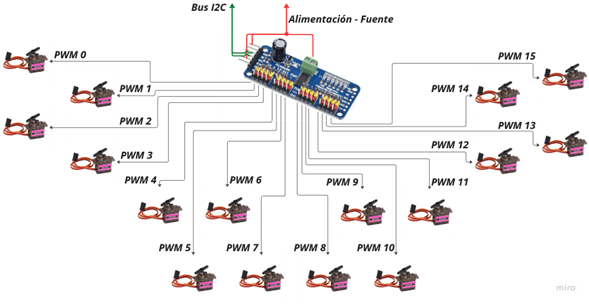 Bus I2C
Alimentación - Fuente
PWM 0
PWM 15
PWM 1
PWM 14
PWM 2
PWM 13
PWM 3
PWM 12
PWM 4
PWM 6
PWM 9
PWM 11
PWM 5
PWM 7
PWM 8
PWM 10
miro